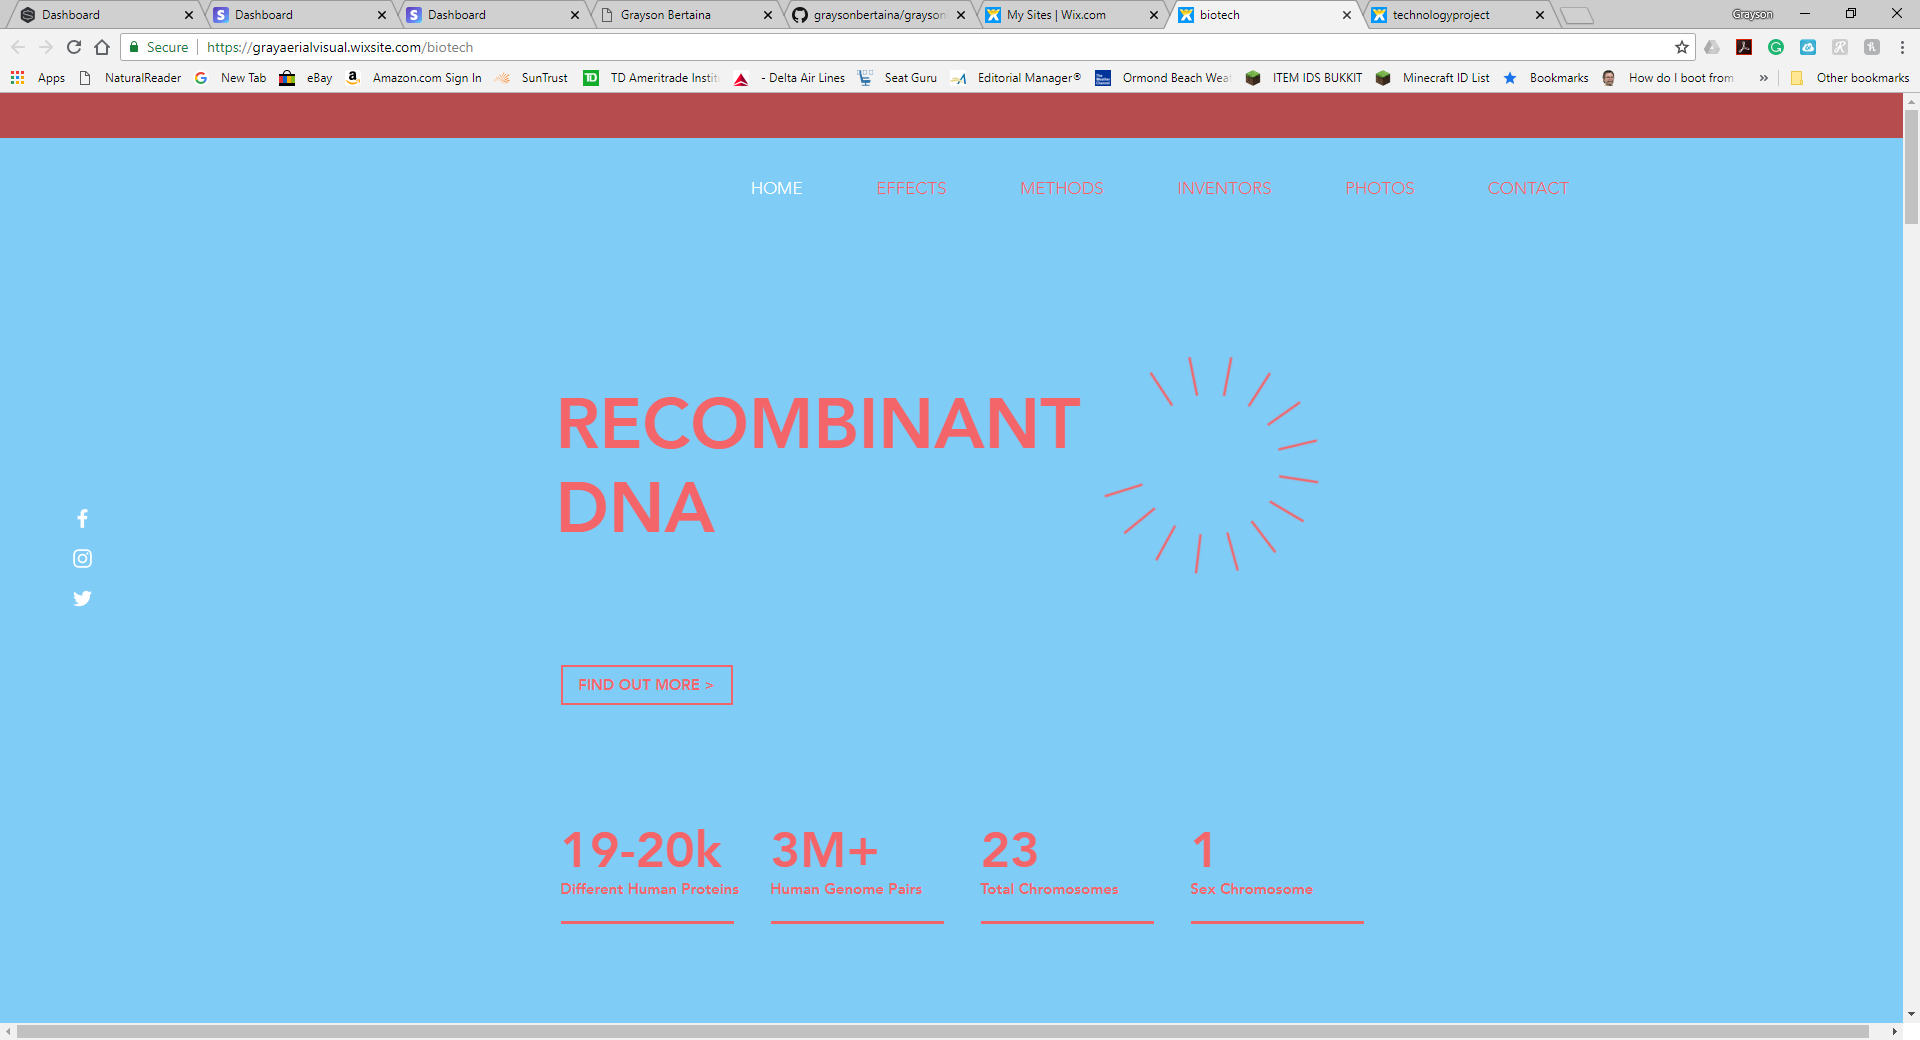 Dashboard Dashboard Dashboard Grayson Bertaina graysonbertaina/grayson My Sites | Wix.com biotech technologyproject Grayson
Secure https://grayaerialvisual.wixsite.com/biotech
Apps NaturalReader New Tab eBay Amazon.com Sign In SunTrust TD Ameritrade Instit - Delta Air Lines Seat Guru Editorial Manager® Ormond Beach Wea ITEM IDS BUKKIT Minecraft ID List Bookmarks How do I boot from » Other bookmarks
HOME EFFECTS METHODS INVENTORS PHOTOS CONTACT
RECOMBINANT
DNA
FIND OUT MORE >
19-20k 3M+ 23 1
Different Human Proteins Human Genome Pairs Total Chromosomes Sex Chromosome